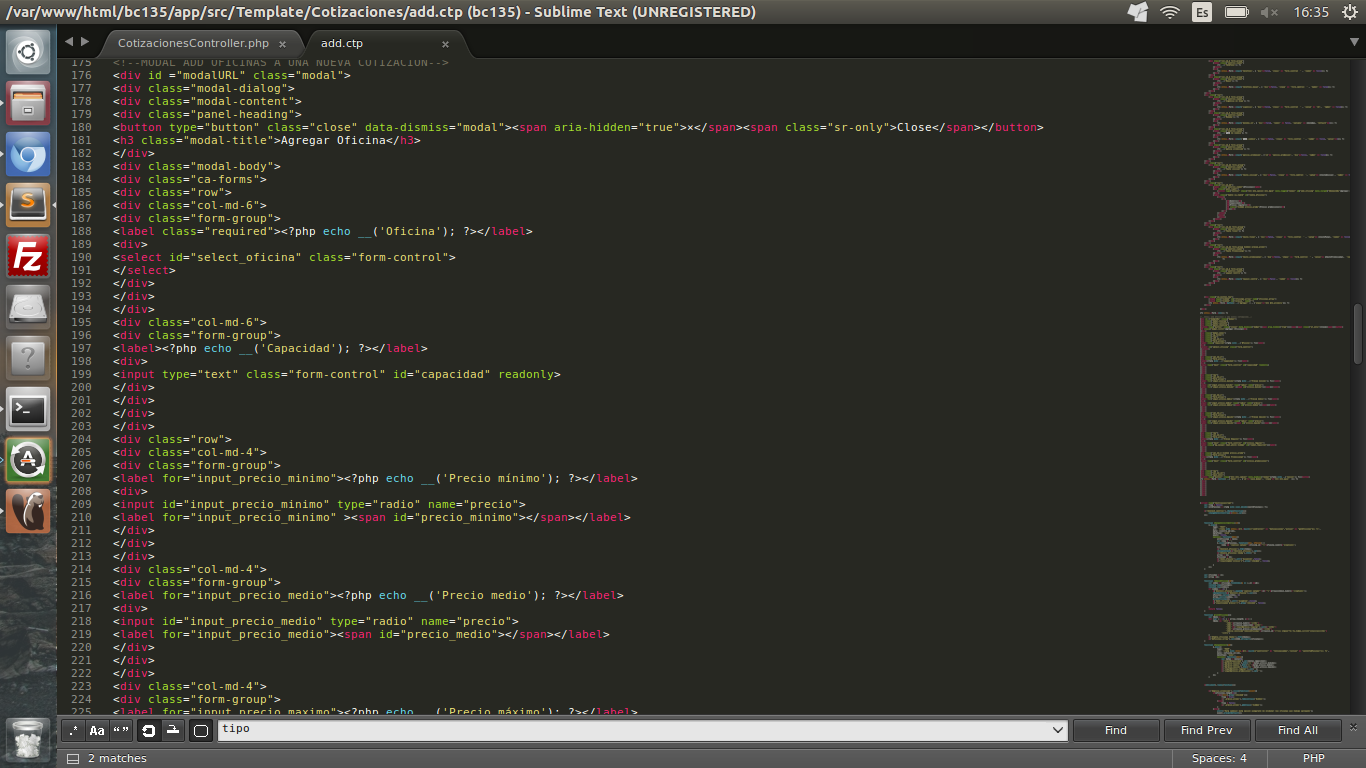 /var/www/html/bc135/app/src/Template/Cotizaciones/add.ctp (bc135) - Sublime Text (UNREGISTERED)
Es
16:35
CotizacionesController.php ×
add.ctp ×
175 <!--MODAL ADD OFICINAS A UNA NUEVA COTIZACION-->
176 <div id ="modalURL" class="modal">
177 <div class="modal-dialog">
178 <div class="modal-content">
179 <div class="panel-heading">
180 <button type="button" class="close" data-dismiss="modal"><span aria-hidden="true">×</span><span class="sr-only">Close</span></button>
181 <h3 class="modal-title">Agregar Oficina</h3>
182 </div>
183 <div class="modal-body">
184 <div class="ca-forms">
185 <div class="row">
186 <div class="col-md-6">
187 <div class="form-group">
188 <label class="required"><?php echo __('Oficina'); ?></label>
189 <div>
190 <select id="select_oficina" class="form-control">
191 </select>
192 </div>
193 </div>
194 </div>
195 <div class="col-md-6">
196 <div class="form-group">
197 <label><?php echo __('Capacidad'); ?></label>
198 <div>
199 <input type="text" class="form-control" id="capacidad" readonly>
200 </div>
201 </div>
202 </div>
203 </div>
204 <div class="row">
205 <div class="col-md-4">
206 <div class="form-group">
207 <label for="input_precio_minimo"><?php echo __('Precio mínimo'); ?></label>
208 <div>
209 <input id="input_precio_minimo" type="radio" name="precio">
210 <label for="input_precio_minimo" ><span id="precio_minimo"></span></label>
211 </div>
212 </div>
213 </div>
214 <div class="col-md-4">
215 <div class="form-group">
216 <label for="input_precio_medio"><?php echo __('Precio medio'); ?></label>
217 <div>
218 <input id="input_precio_medio" type="radio" name="precio">
219 <label for="input_precio_medio"><span id="precio_medio"></span></label>
220 </div>
221 </div>
222 </div>
223 <div class="col-md-4">
224 <div class="form-group">
225 <label for="input_precio_maximo"><?php echo __('Precio máximo'); ?></label>
.* Aa “” tipo Find Find Prev Find All ×
2 matches Spaces: 4 PHP